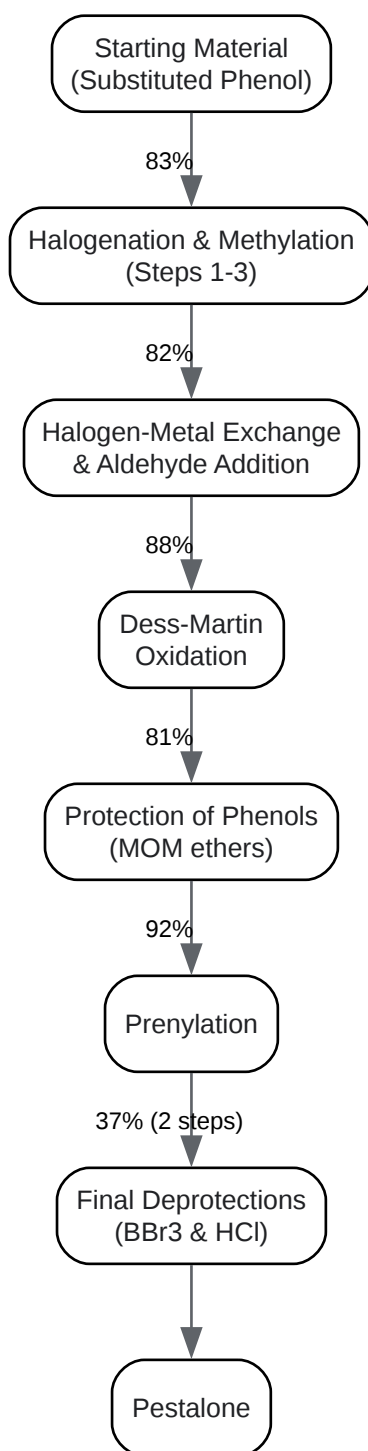 Starting Material
(Substituted Phenol)
83%
Halogenation & Methylation
(Steps 1-3)
82%
Halogen-Metal Exchange
& Aldehyde Addition
88%
Dess-Martin
Oxidation
81%
Protection of Phenols
(MOM ethers)
92%
Prenylation
37% (2 steps)
Final Deprotections
(BBr3 & HCl)
Pestalone